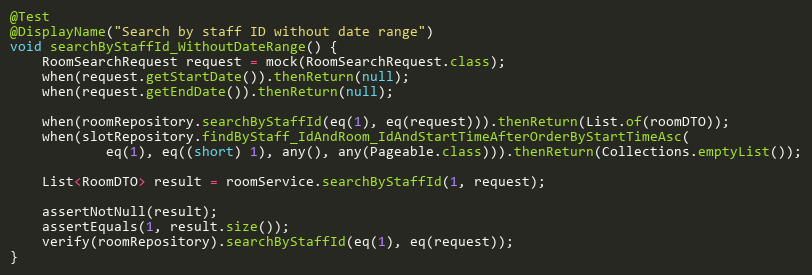 @Test
@DisplayName("Search by staff ID without date range")
void searchByStaffId_WithoutDateRange() {
    RoomSearchRequest request = mock(RoomSearchRequest.class);
    when(request.getStartDate()).thenReturn(null);
    when(request.getEndDate()).thenReturn(null);

    when(roomRepository.searchByStaffId(eq(1), eq(request))).thenReturn(List.of(roomDTO));
    when(slotRepository.findByStaff_IdAndRoom_IdAndStartTimeAfterOrderByStartTimeAsc(
            eq(1), eq((short) 1), any(), any(Pageable.class))).thenReturn(Collections.emptyList());

    List<RoomDTO> result = roomService.searchByStaffId(1, request);

    assertNotNull(result);
    assertEquals(1, result.size());
    verify(roomRepository).searchByStaffId(eq(1), eq(request));
}